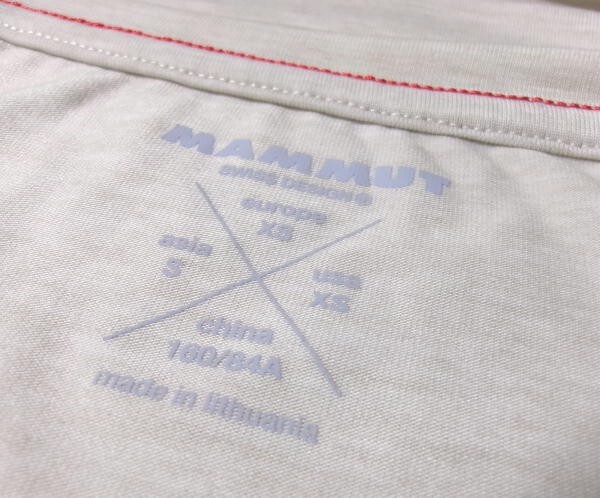 MAMMUT
SWISS DESIGN®
europe
XS
asia
S
usa
XS
china
160/84A
made in lithuania